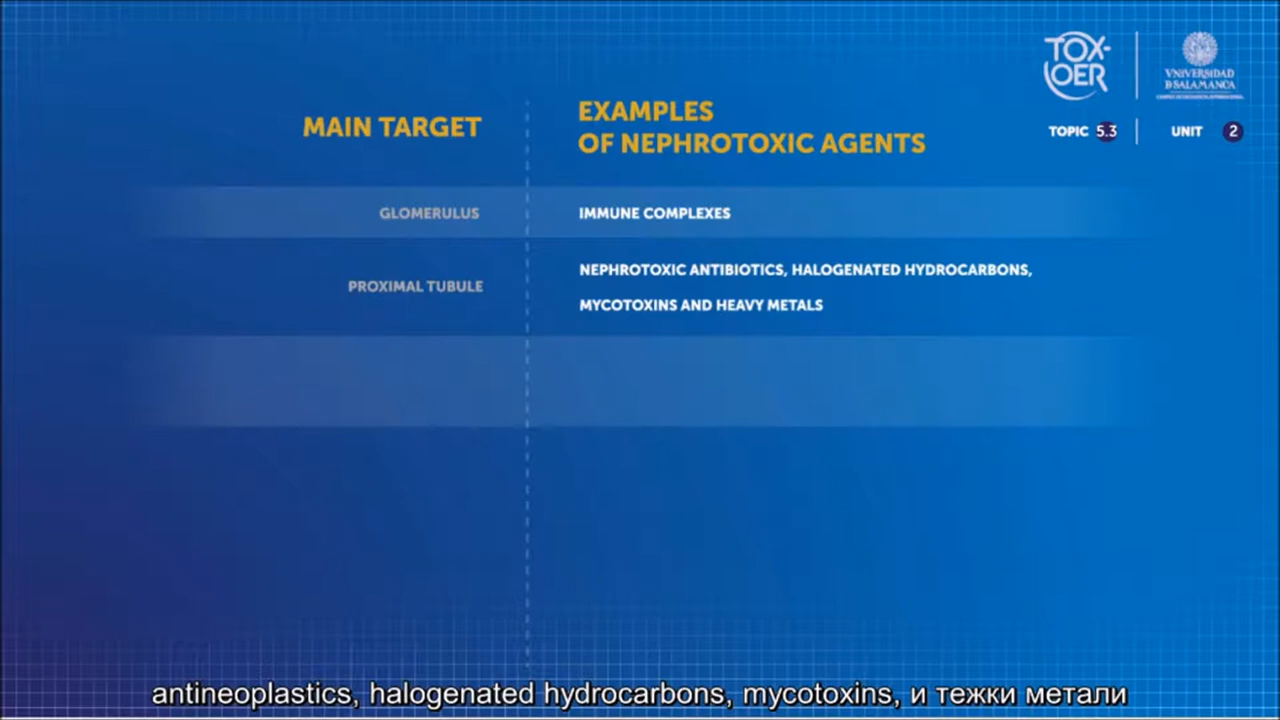 TOX-
OER
VNiVERSiDAD
D SALAMANCA
TOPIC 5.3
UNIT 2
MAIN TARGET
EXAMPLES
OF NEPHROTOXIC AGENTS
GLOMERULUS
IMMUNE COMPLEXES
PROXIMAL TUBULE
NEPHROTOXIC ANTIBIOTICS, HALOGENATED HYDROCARBONS,
MYCOTOXINS AND HEAVY METALS
antineoplastics, halogenated hydrocarbons, mycotoxins, и тежки метали